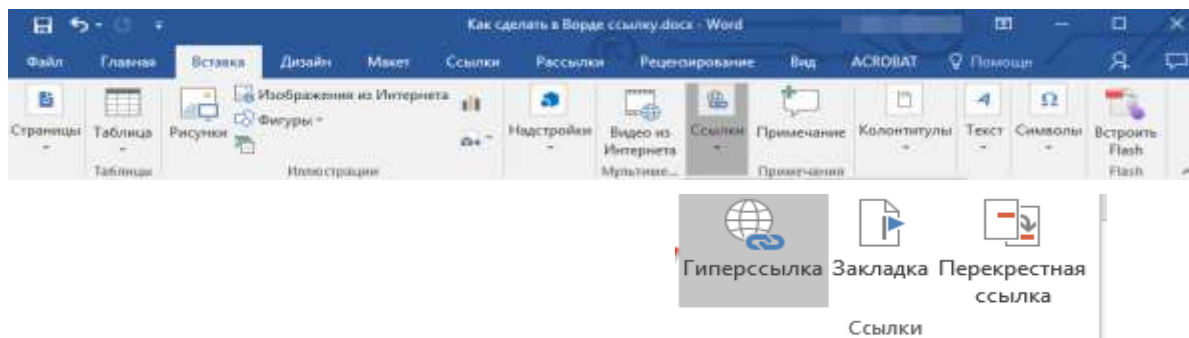 Как сделать в Ворде ссылку.docx - Word
Файл Главная Вставка Дизайн Макет Ссылки Рассылки Рецензирование Вид ACROBAT Помощн
Страницы Таблица Рисунки Изображения из Интернета Фигуры Надстройки Видео из Интернета Ссылки Примечание Колонтитулы Текст Символы Встроить Flash
Таблицы Иллюстрации Мультиме... Примечания Flash
Гиперссылка Закладка Перекрестная
ссылка
Ссылки